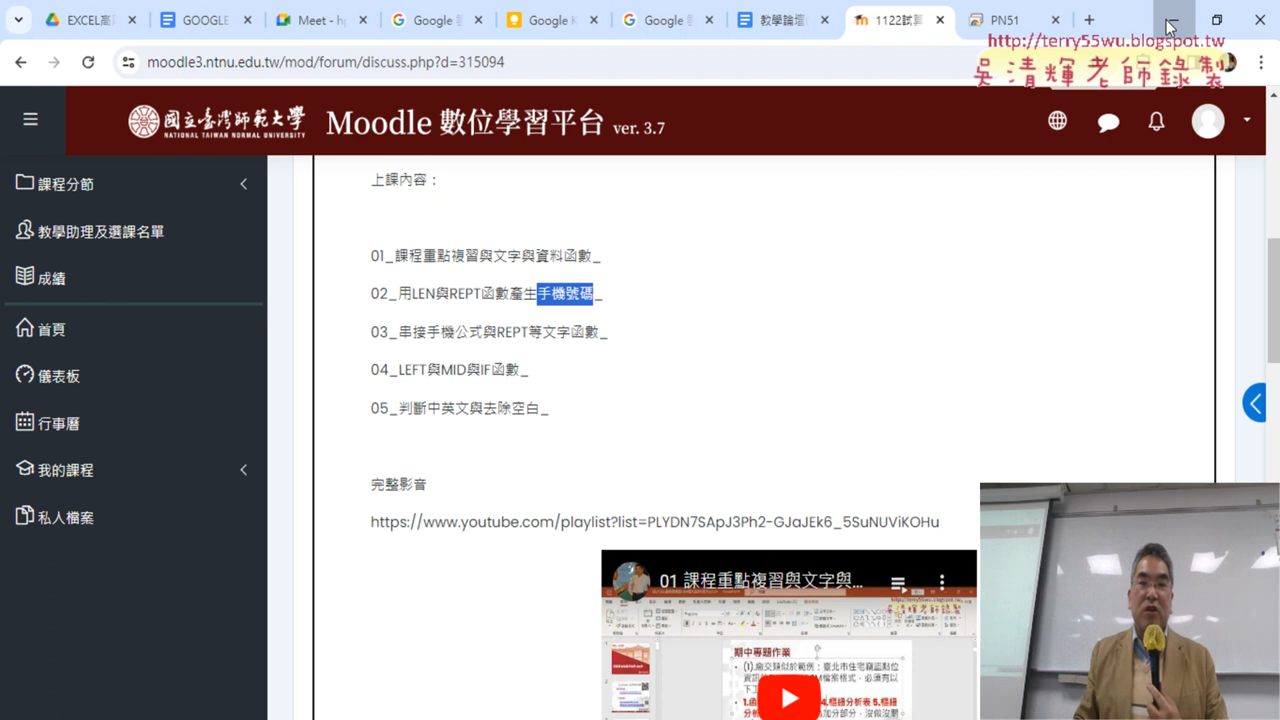 EXCEL高
GOOGLE
Meet - h
Google 
Google K
Google 
教學論壇
1122試算
PN51
http://terry55wu.blogspot.tw
moodle3.ntnu.edu.tw/mod/forum/discuss.php?d=315094
吳清輝老師錄製
國立臺灣師範大學
NATIONAL TAIWAN NORMAL UNIVERSITY
Moodle 數位學習平台 ver. 3.7
課程分節
教學助理及選課名單
成績
首頁
儀表板
行事曆
我的課程
私人檔案
上課內容：
01_課程重點複習與文字與資料函數_
02_用LEN與REPT函數產生手機號碼_
03_串接手機公式與REPT等文字函數_
04_LEFT與MID與IF函數_
05_判斷中英文與去除空白_
完整影音
https://www.youtube.com/playlist?list=PLYDN7SApJ3Ph2-GJaJEk6_5SuNUViKOHu
01 課程重點複習與文字與...
期中專題作業